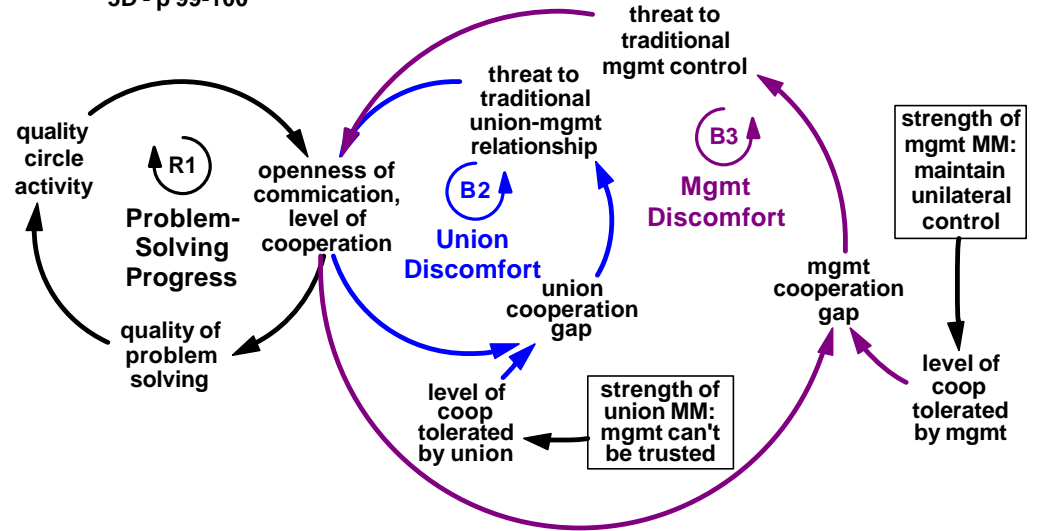 5D - p 99-100
threat to
traditional
mgmt control
threat to
traditional
union-mgmt
relationship
quality
circle
activity
R1
Problem-
Solving
Progress
openness of
commication,
level of
cooperation
B2
Union
Discomfort
B3
Mgmt
Discomfort
strength of
mgmt MM:
maintain
unilateral
control
union
cooperation
gap
mgmt
cooperation
gap
quality of
problem
solving
level of
coop
tolerated
by union
strength of
union MM:
mgmt can't
be trusted
level of
coop
tolerated
by mgmt